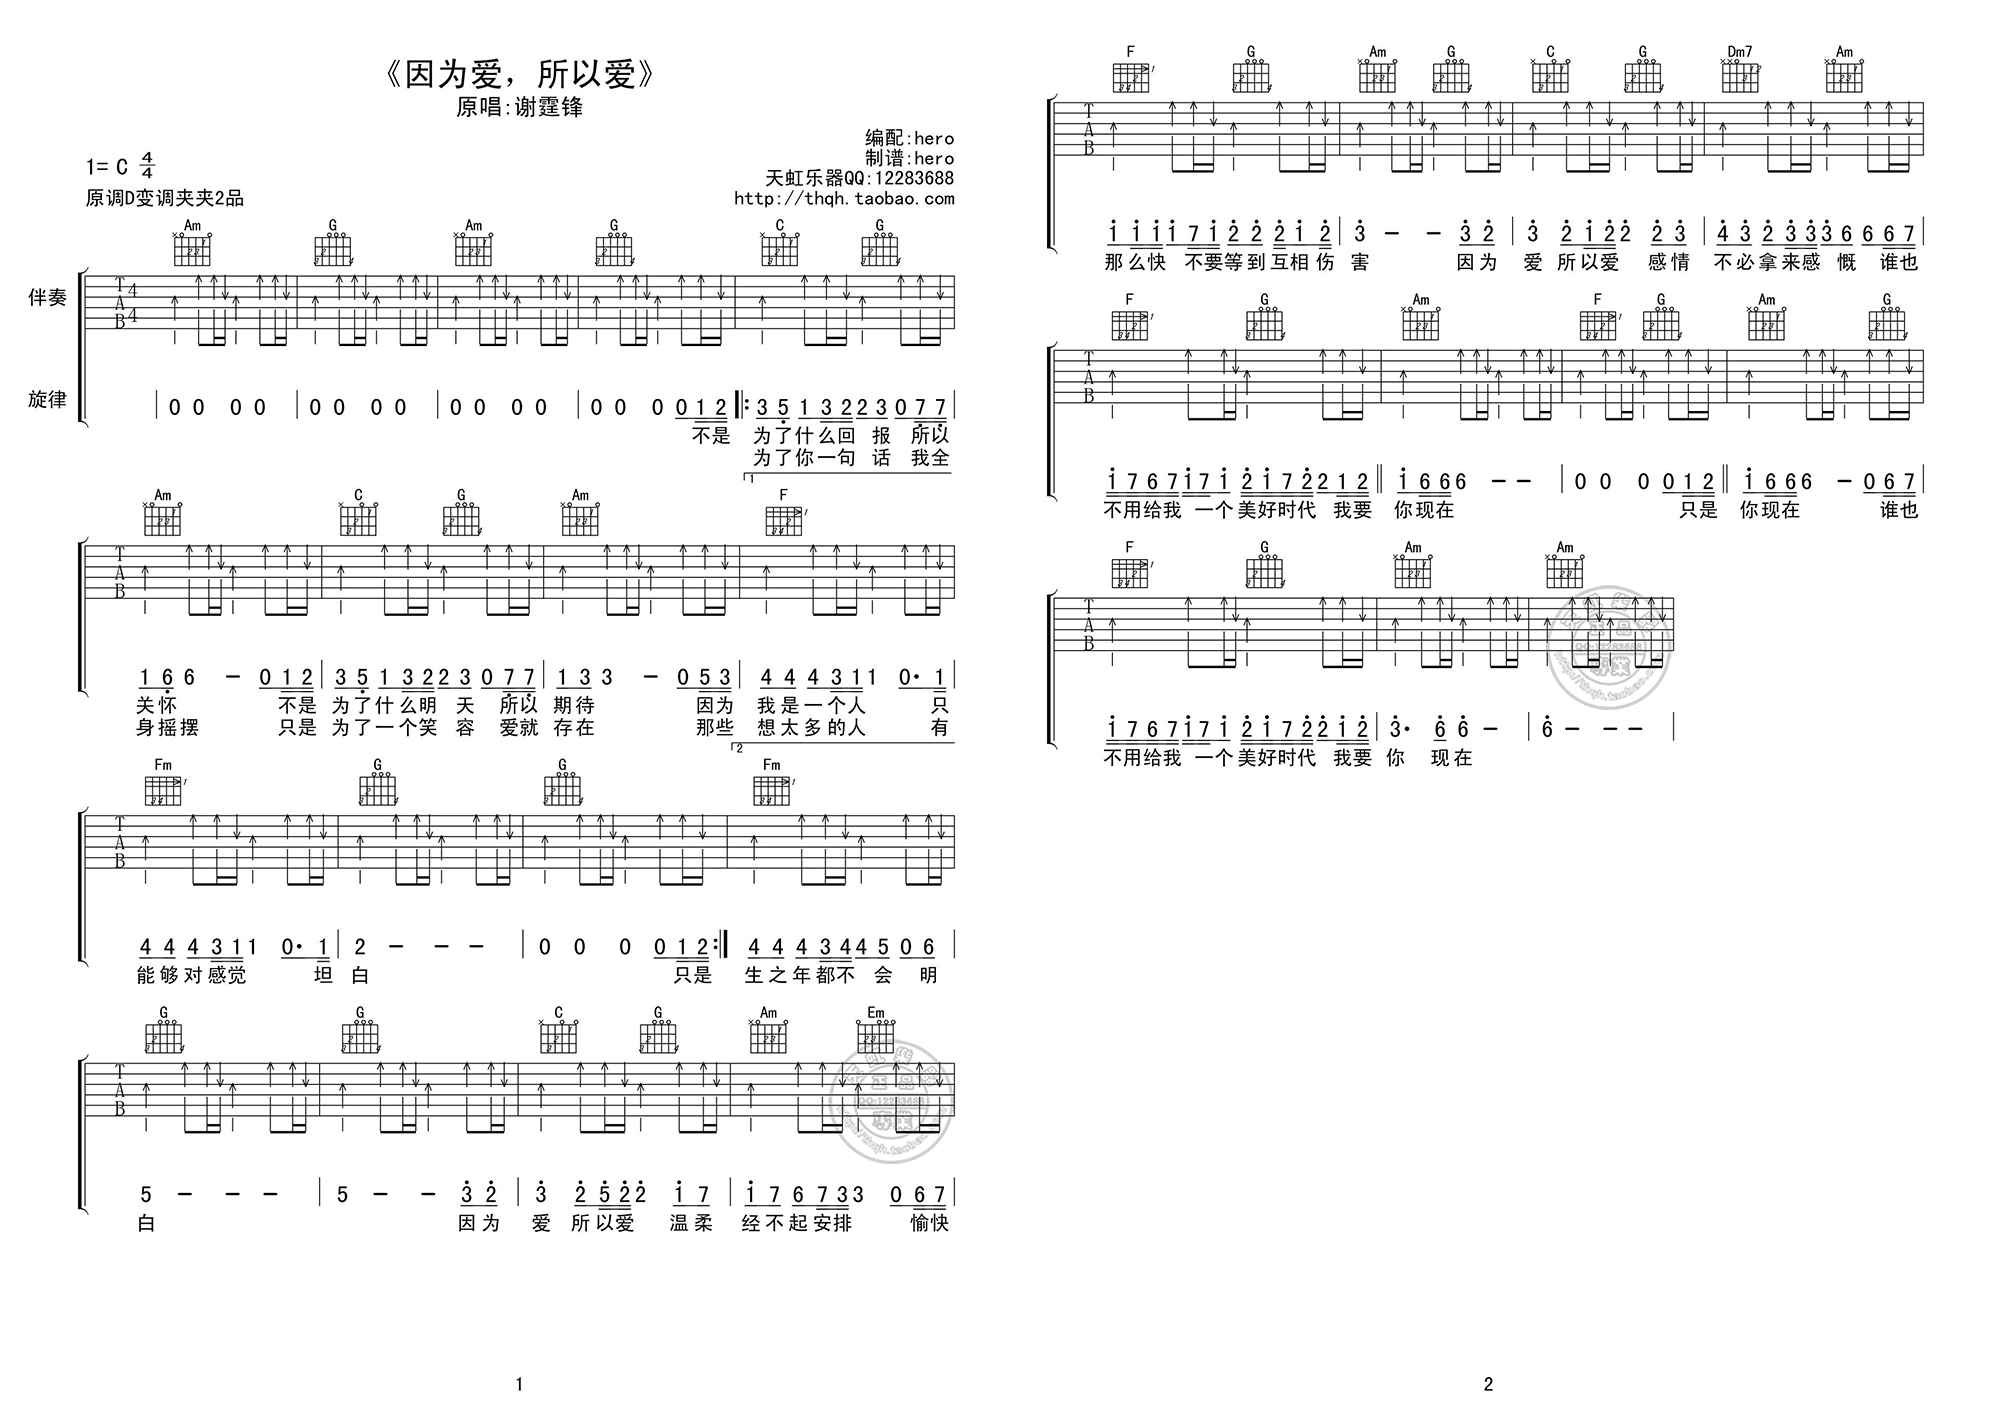 《因为爱，所以爱》
原唱:谢霆锋
编配:hero
制谱:hero
天虹乐器QQ:12283688
http://thqh.taobao.com
1= C 4/4
原调D变调夹夹2品
Am G Am G C G
伴奏 T A B 4 4
旋律 0 0 0 0 | 0 0 0 0 | 0 0 0 0 | 0 0 0 0 1 2 |: 3 5 1 3 2 2 3 0 7 7 |
不是 为了什么回 报 所以
为了你一句 话 我全
1
Am C G Am F
T A B
1 6 6 - 0 1 2 | 3 5 1 3 2 2 3 0 7 7 | 1 3 3 - 0 5 3 | 4 4 4 3 1 1 0· 1
关怀 不是 为了什么明 天 所以 期待 因为 我是一个人 只
身摇摆 只是 为了一个笑 容 爱就 存在 那些 想太多的人 有
2
Fm G G Fm
T A B
4 4 4 3 1 1 0· 1 | 2 - - - | 0 0 0 0 1 2 :| 4 4 4 3 4 4 5 0 6 |
能够对感觉 坦 白 只是 生之年都不 会 明
G G C G Am Em
T A B
5 - - - | 5 - - 3 2 | 3 2 5 2 2 1 7 | 1 7 6 7 3 3 0 6 7 |
白 因为 爱 所以爱 温柔 经不起安排 愉快
1
F G Am G C G Dm7 Am
T A B
1 1 1 1 7 1 2 2 2 1 2 | 3 - - 3 2 | 3 2 1 2 2 2 3 | 4 3 2 3 3 3 6 6 6 7
那么快 不要等到互相伤 害 因为 爱 所以爱 感情 不必拿来感 慨 谁也
F G Am F G Am G
T A B
1 7 6 7 1 7 1 2 1 7 2 2 1 2 || 1 6 6 6 - - | 0 0 0 0 1 2 || 1 6 6 6 - 0 6 7 |
不用给我 一个美好时代 我要 你现在 只是 你现在 谁也
F G Am Am
T A B
1 7 6 7 1 7 1 2 1 7 2 2 1 2 | 3· 6 6 - | 6 - - - |
不用给我 一个美好时代 我要 你 现在
2
正品
QQ:12283688
http://thqh.taobao.com